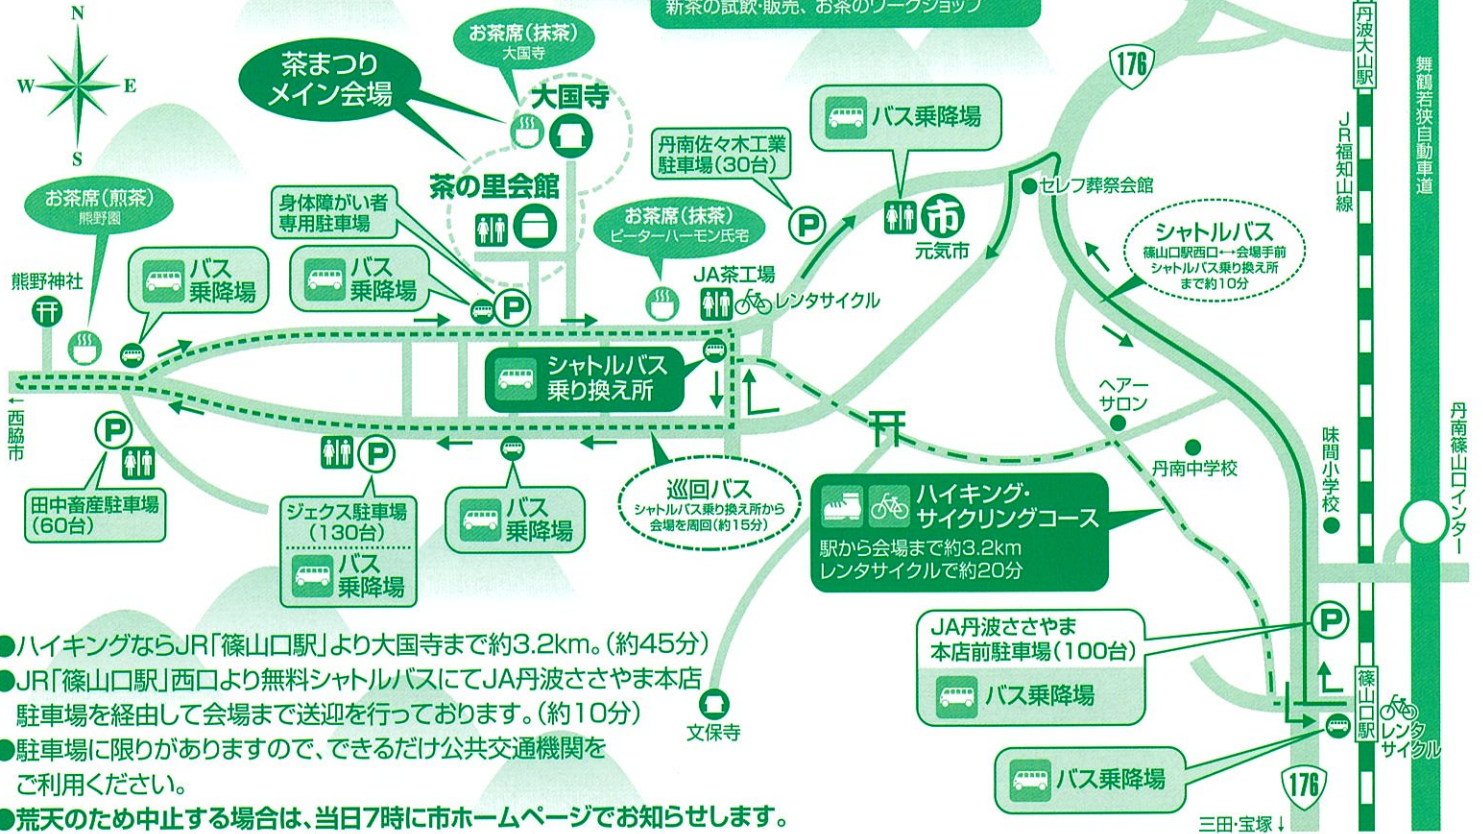 新茶の試飲・販売、お茶のワークショップ
N
W
E
S
お茶席(抹茶)
大国寺
茶まつり
メイン会場
大国寺
茶の里会館
お茶席(煎茶)
熊野園
熊野神社
バス
乗降場
身体障がい者
専用駐車場
バス
乗降場
P
お茶席(抹茶)
ピーターハーモン氏宅
丹南佐々木工業
駐車場(30台)
P
バス乗降場
市
元気市
JA茶工場
レンタサイクル
セレフ葬祭会館
176
丹波大山駅
JR福知山線
舞鶴若狭自動車道
シャトルバス
篠山口駅西口↔会場手前
シャトルバス乗り換え所
まで約10分
シャトルバス
乗り換え所
←西脇市
P
田中畜産駐車場
(60台)
P
ジェクス駐車場
(130台)
バス
乗降場
バス
乗降場
巡回バス
シャトルバス乗り換え所から
会場を周回(約15分)
ヘアー
サロン
丹南中学校
味間小学校
丹南篠山口インター
ハイキング・
サイクリングコース
駅から会場まで約3.2km
レンタサイクルで約20分
文保寺
JA丹波ささやま
本店前駐車場(100台)
バス乗降場
P
篠山口駅
レンタ
サイクル
バス乗降場
176
三田・宝塚↓
●ハイキングならJR「篠山口駅」より大国寺まで約3.2km。(約45分)
●JR「篠山口駅」西口より無料シャトルバスにてJA丹波ささやま本店
駐車場を経由して会場まで送迎を行っております。(約10分)
●駐車場に限りがありますので、できるだけ公共交通機関を
ご利用ください。
●荒天のため中止する場合は、当日7時に市ホームページでお知らせします。